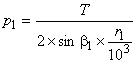 p₁ = T / (2 × sin β₁ × r₁ / 10³)